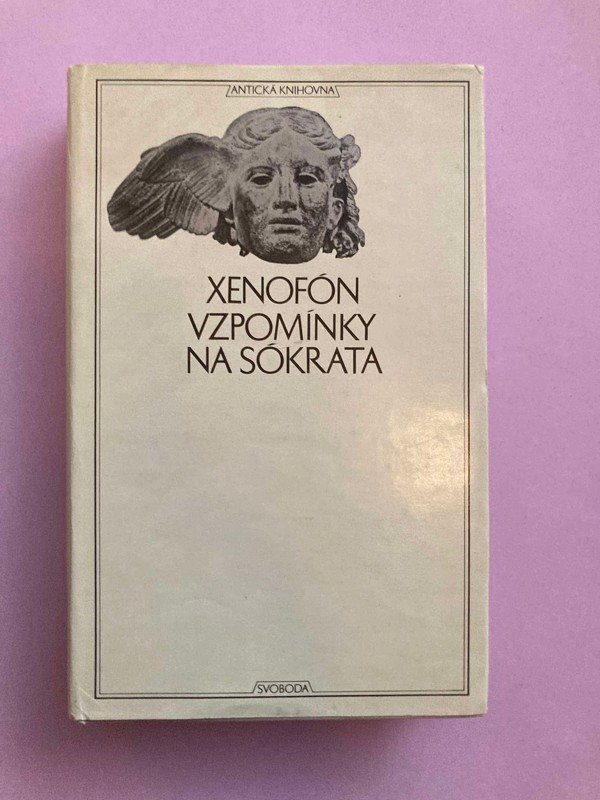 ANTICKÁ KNIHOVNA
XENOFÓN
VZPOMÍNKY
NA SÓKRATA
SVOBODA